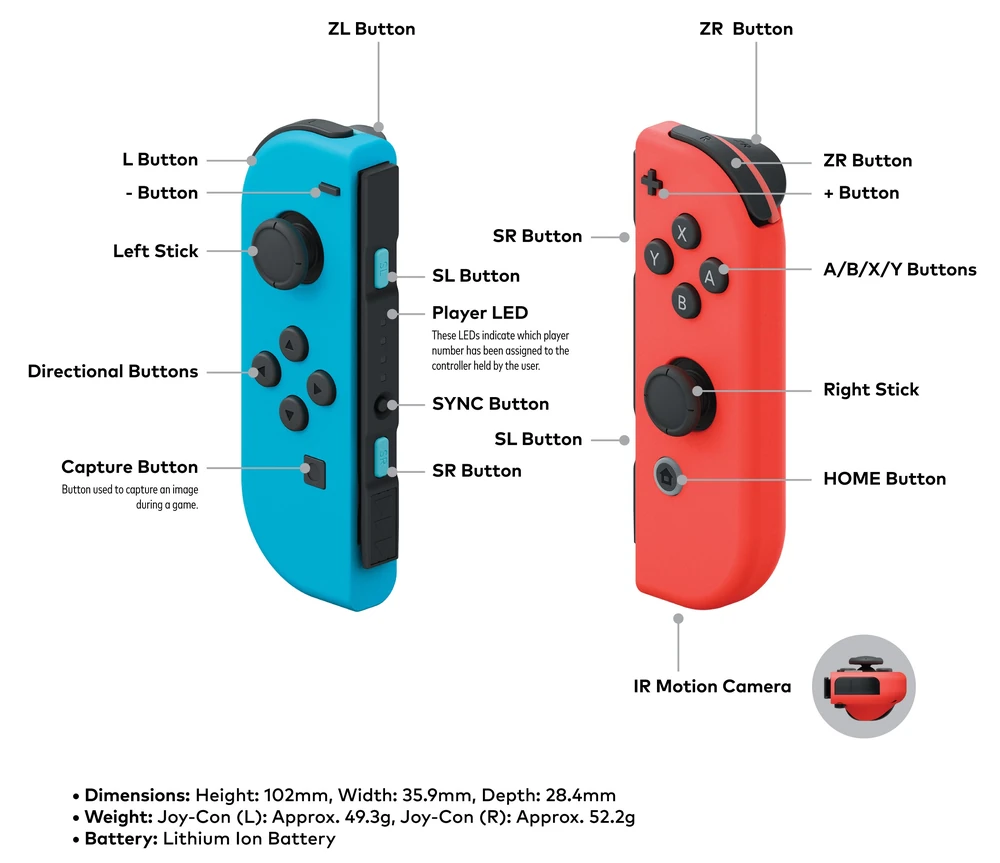 ZL Button
ZR  Button
L Button
ZR Button
- Button
+ Button
SR Button
Left Stick
X
Y
A
B
A/B/X/Y Buttons
SL
SL Button
Player LED
These LEDs indicate which player
number has been assigned to the
controller held by the user.
Directional Buttons
Right Stick
SYNC Button
SL Button
SR
SR Button
Capture Button
Button used to capture an image
during a game.
HOME Button
IR Motion Camera
• Dimensions: Height: 102mm, Width: 35.9mm, Depth: 28.4mm
• Weight: Joy-Con (L): Approx. 49.3g, Joy-Con (R): Approx. 52.2g
• Battery: Lithium Ion Battery